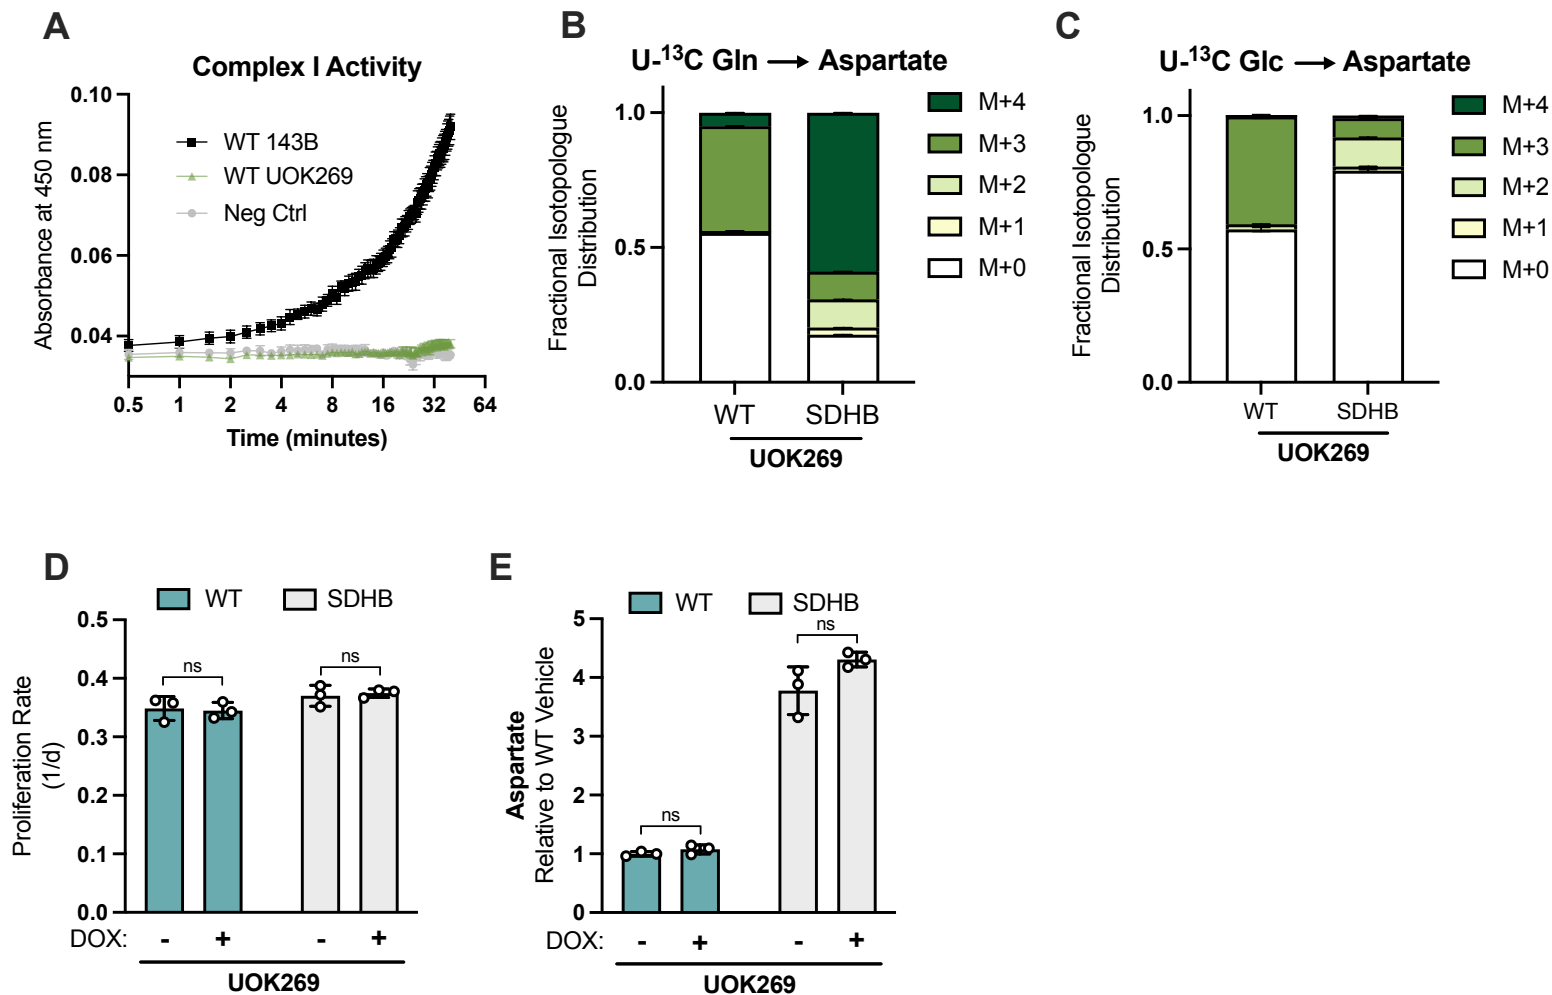 A
Complex I Activity
Absorbance at 450 nm
0.10
0.08
0.06
0.04
WT 143B
WT UOK269
Neg Ctrl
0.5 1 2 4 8 16 32 64
Time (minutes)
B
U-¹³C Gln → Aspartate
Fractional Isotopologue
Distribution
1.0
0.5
0.0
M+4
M+3
M+2
M+1
M+0
WT SDHB
UOK269
C
U-¹³C Glc → Aspartate
Fractional Isotopologue
Distribution
1.0
0.5
0.0
M+4
M+3
M+2
M+1
M+0
WT SDHB
UOK269
D
WT SDHB
Proliferation Rate
(1/d)
0.5
0.4
0.3
0.2
0.1
0.0
ns ns
DOX: - + - +
UOK269
E
WT SDHB
Aspartate
Relative to WT Vehicle
5
4
3
2
1
0
ns
ns
DOX: - + - +
UOK269